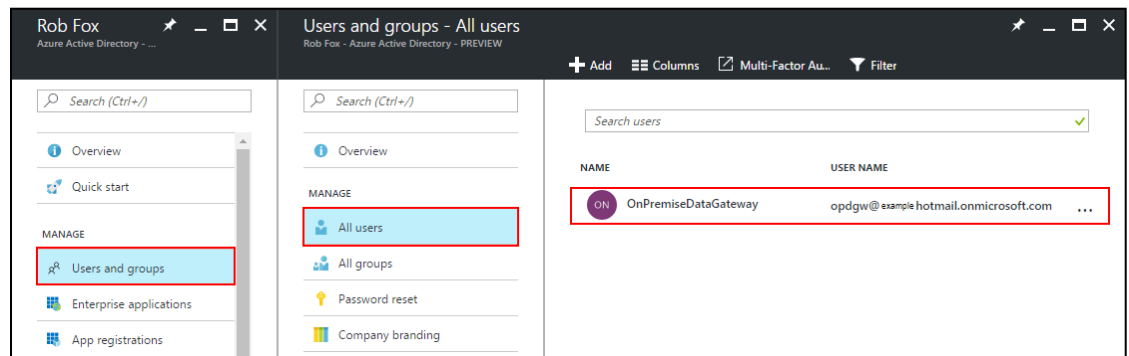 Rob Fox
Azure Active Directory - ...
Search (Ctrl+/)
Overview
Quick start
MANAGE
Users and groups
Enterprise applications
App registrations
Users and groups - All users
Rob Fox - Azure Active Directory - PREVIEW
Search (Ctrl+/)
Overview
MANAGE
All users
All groups
Password reset
Company branding
Add Columns Multi-Factor Au... Filter
Search users
NAME USER NAME
ON OnPremiseDataGateway opdgw@examplehotmail.onmicrosoft.com ...